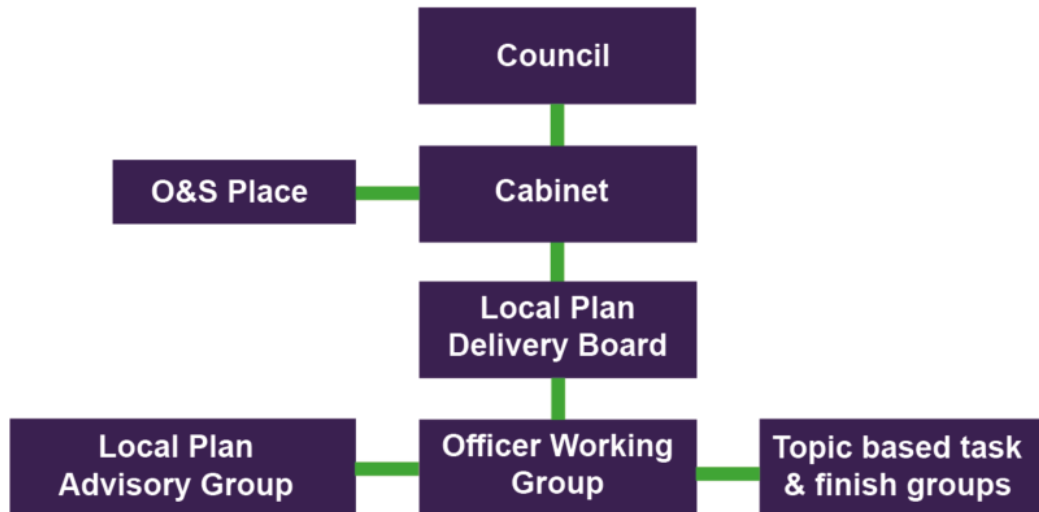 Council
O&S Place
Cabinet
Local Plan
Delivery Board
Local Plan
Advisory Group
Officer Working
Group
Topic based task
& finish groups